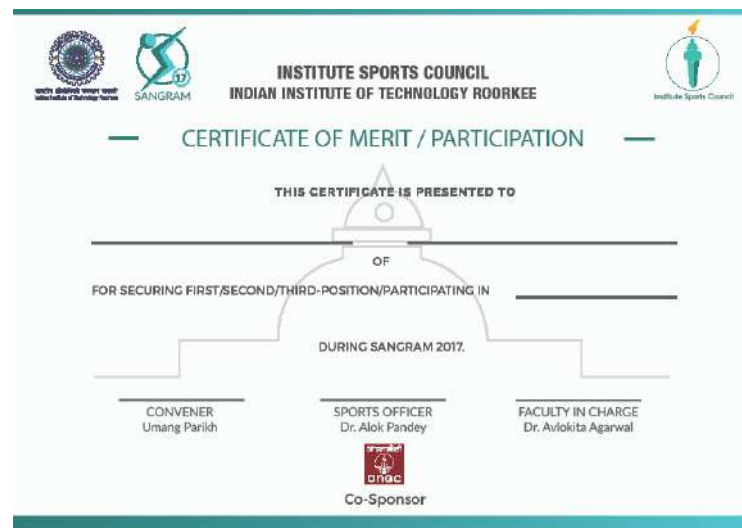 17
SANGRAM
Institute Sports Council
INSTITUTE SPORTS COUNCIL
INDIAN INSTITUTE OF TECHNOLOGY ROORKEE
CERTIFICATE OF MERIT / PARTICIPATION
THIS CERTIFICATE IS PRESENTED TO
OF
FOR SECURING FIRST/SECOND/THIRD-POSITION/PARTICIPATING IN
DURING SANGRAM 2017.
CONVENER
Umang Parikh
SPORTS OFFICER
Dr. Alok Pandey
FACULTY IN CHARGE
Dr. Avlokita Agarwal
ONGC
Co-Sponsor